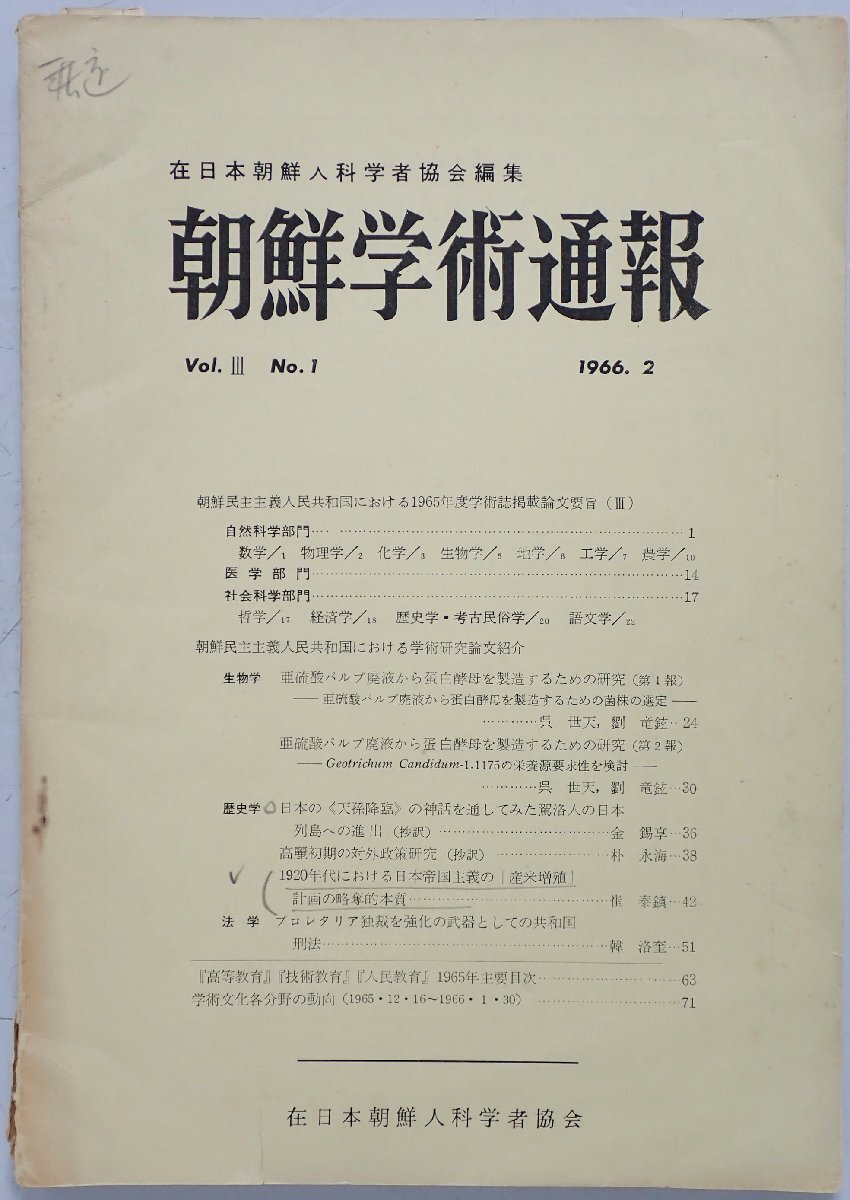 在日本朝鮮人科学者協会編集
朝鮮学術通報
Vol. Ⅲ No.1 1966. 2
朝鮮民主主義人民共和国における1965年度学術誌掲載論文要旨(Ⅲ)
自然科学部門………1
数学/1 物理学/2 化学/3 生物学/5 地学/6 工学/7 農学/10
医学部門………14
社会科学部門………17
哲学/17 経済学/18 歴史学・考古民俗学/20 語文学/22
朝鮮民主主義人民共和国における学術研究論文紹介
生物学 亜硫酸パルプ廃液から蛋白酵母を製造するための研究(第1報)
——亜硫酸パルプ廃液から蛋白酵母を製造するための菌株の選定——
…………呉 世天,劉 竜鉉…24
亜硫酸パルプ廃液から蛋白酵母を製造するための研究(第2報)
——Geotrichum Candidum-1.1175の栄養源要求性を検討——
…………呉 世天,劉 竜鉉…30
歴史学 日本の《天孫降臨》の神話を通してみた駕洛人の日本
列島への進出(抄訳)………金 錫享…36
高麗初期の対外政策研究(抄訳)………朴 永海…38
1920年代における日本帝国主義の「産米増殖」
計画の略奪的本質………崔 泰鎮…42
法学 プロレタリア独裁を強化の武器としての共和国
刑法………韓 洛奎…51
『高等教育』『技術教育』『人民教育』1965年主要目次………63
学術文化各分野の動向(1965・12・16~1966・1・30)………71
在日本朝鮮人科学者協会